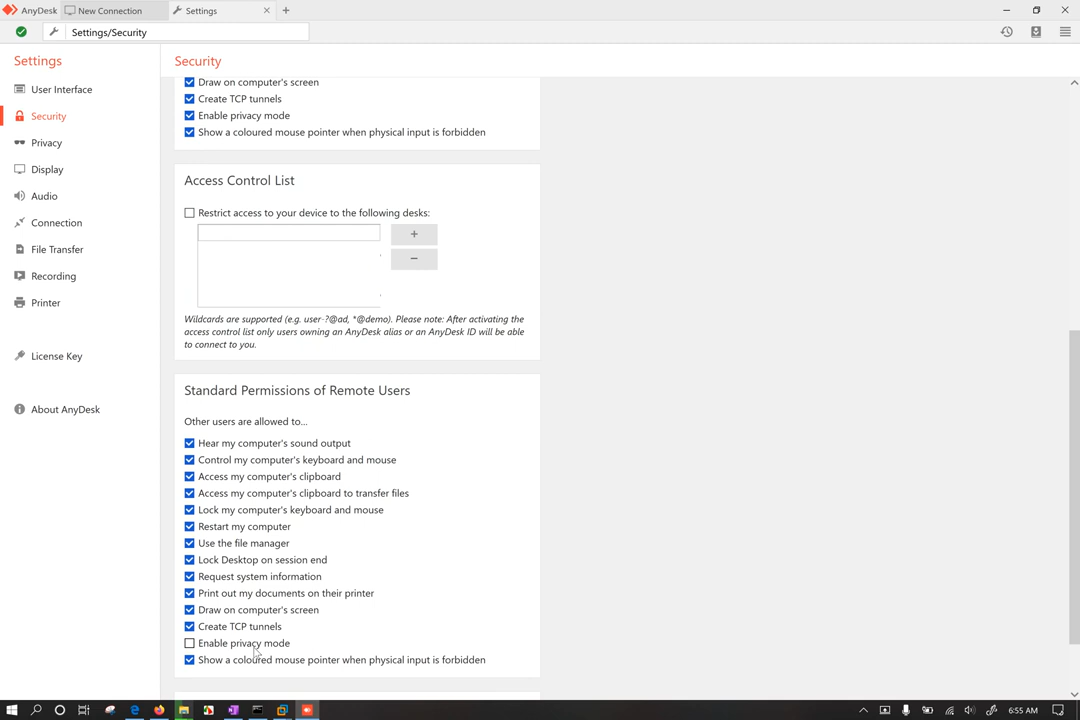 AnyDesk
New Connection
Settings
Settings/Security
Settings
User Interface
Security
Privacy
Display
Audio
Connection
File Transfer
Recording
Printer
License Key
About AnyDesk
Security
Draw on computer's screen
Create TCP tunnels
Enable privacy mode
Show a coloured mouse pointer when physical input is forbidden
Access Control List
Restrict access to your device to the following desks:
+
−
Wildcards are supported (e.g. user-?@ad, *@demo). Please note: After activating the
access control list only users owning an AnyDesk alias or an AnyDesk ID will be able
to connect to you.
Standard Permissions of Remote Users
Other users are allowed to...
Hear my computer's sound output
Control my computer's keyboard and mouse
Access my computer's clipboard
Access my computer's clipboard to transfer files
Lock my computer's keyboard and mouse
Restart my computer
Use the file manager
Lock Desktop on session end
Request system information
Print out my documents on their printer
Draw on computer's screen
Create TCP tunnels
Enable privacy mode
Show a coloured mouse pointer when physical input is forbidden
6:55 AM